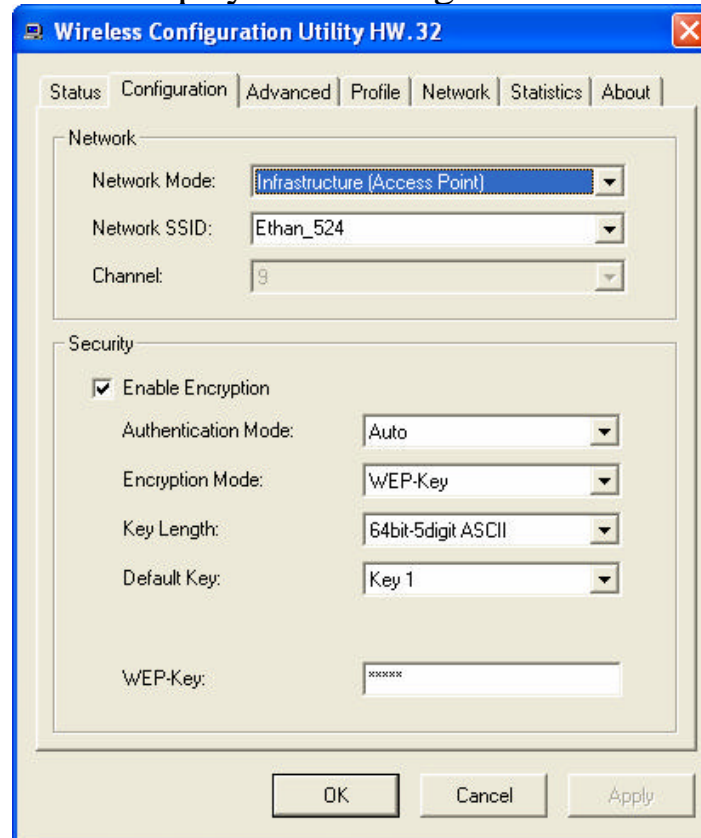 Wireless Configuration Utility HW.32
Status Configuration Advanced Profile Network Statistics About
Network
Network Mode: Infrastructure (Access Point)
Network SSID: Ethan_524
Channel: 9
Security
Enable Encryption
Authentication Mode: Auto
Encryption Mode: WEP-Key
Key Length: 64bit-5digit ASCII
Default Key: Key 1
WEP-Key: *****
OK Cancel Apply